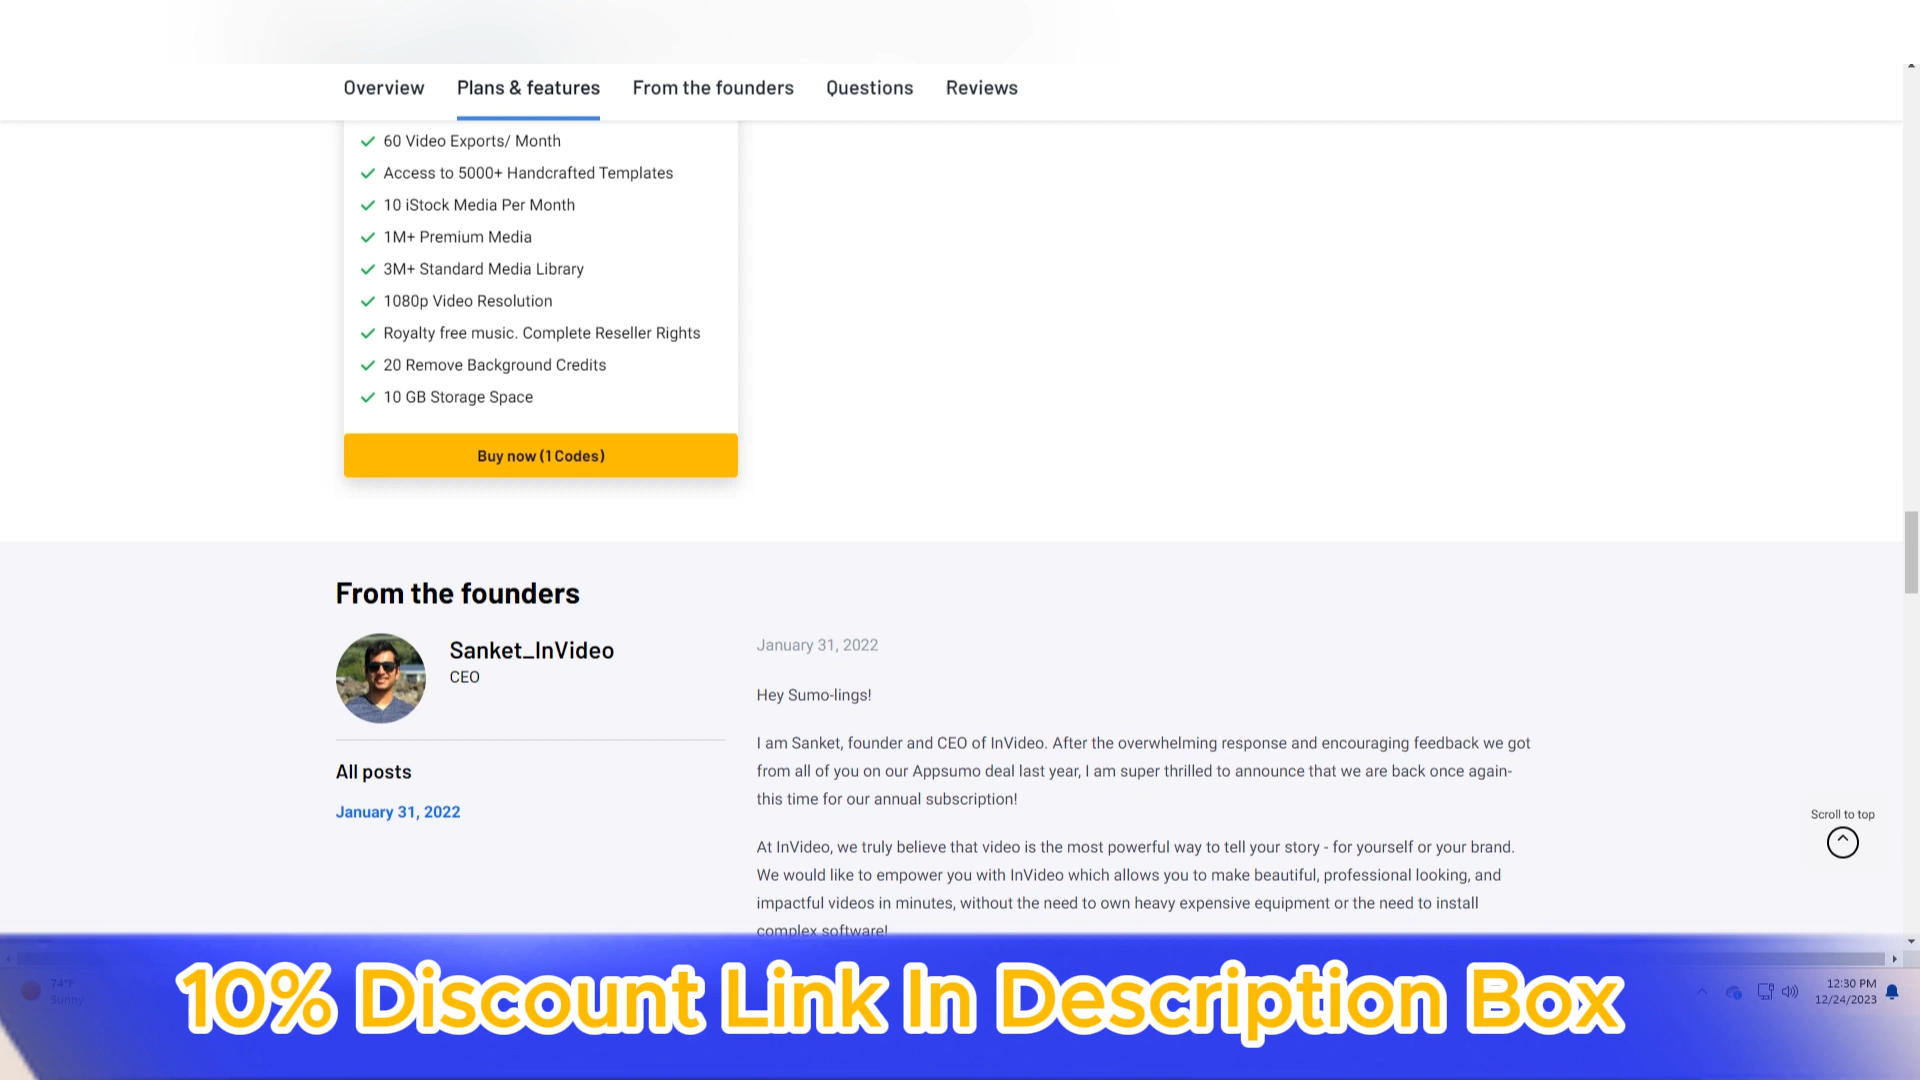 Overview
Plans & features
From the founders
Questions
Reviews
60 Video Exports/ Month
Access to 5000+ Handcrafted Templates
10 iStock Media Per Month
1M+ Premium Media
3M+ Standard Media Library
1080p Video Resolution
Royalty free music. Complete Reseller Rights
20 Remove Background Credits
10 GB Storage Space
Buy now (1 Codes)
From the founders
Sanket_InVideo
CEO
All posts
January 31, 2022
January 31, 2022
Hey Sumo-lings!
I am Sanket, founder and CEO of InVideo. After the overwhelming response and encouraging feedback we got
from all of you on our Appsumo deal last year, I am super thrilled to announce that we are back once again-
this time for our annual subscription!
At InVideo, we truly believe that video is the most powerful way to tell your story - for yourself or your brand.
We would like to empower you with InVideo which allows you to make beautiful, professional looking, and
impactful videos in minutes, without the need to own heavy expensive equipment or the need to install
complex software!
Scroll to top
74°F
Sunny
10% Discount Link In Description Box
12:30 PM
12/24/2023